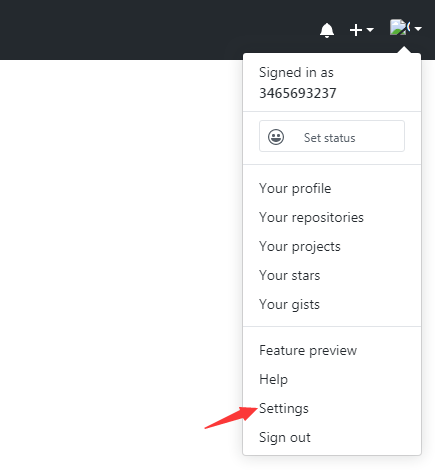 Signed in as
3465693237
Set status
Your profile
Your repositories
Your projects
Your stars
Your gists
Feature preview
Help
Settings
Sign out